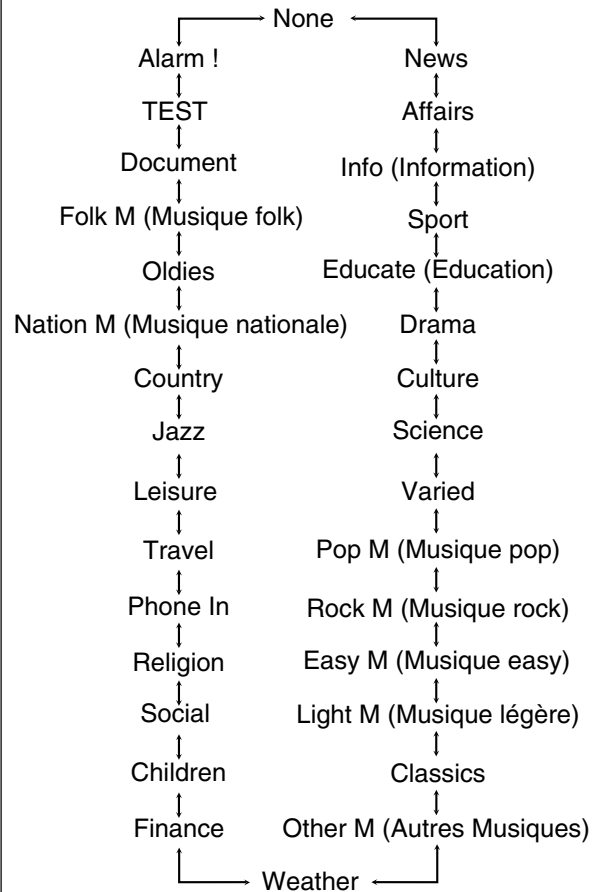 None
Alarm !
News
TEST
Affairs
Document
Info (Information)
Folk M (Musique folk)
Sport
Oldies
Educate (Education)
Nation M (Musique nationale)
Drama
Country
Culture
Jazz
Science
Leisure
Varied
Travel
Pop M (Musique pop)
Phone In
Rock M (Musique rock)
Religion
Easy M (Musique easy)
Social
Light M (Musique légère)
Children
Classics
Finance
Other M (Autres Musiques)
Weather